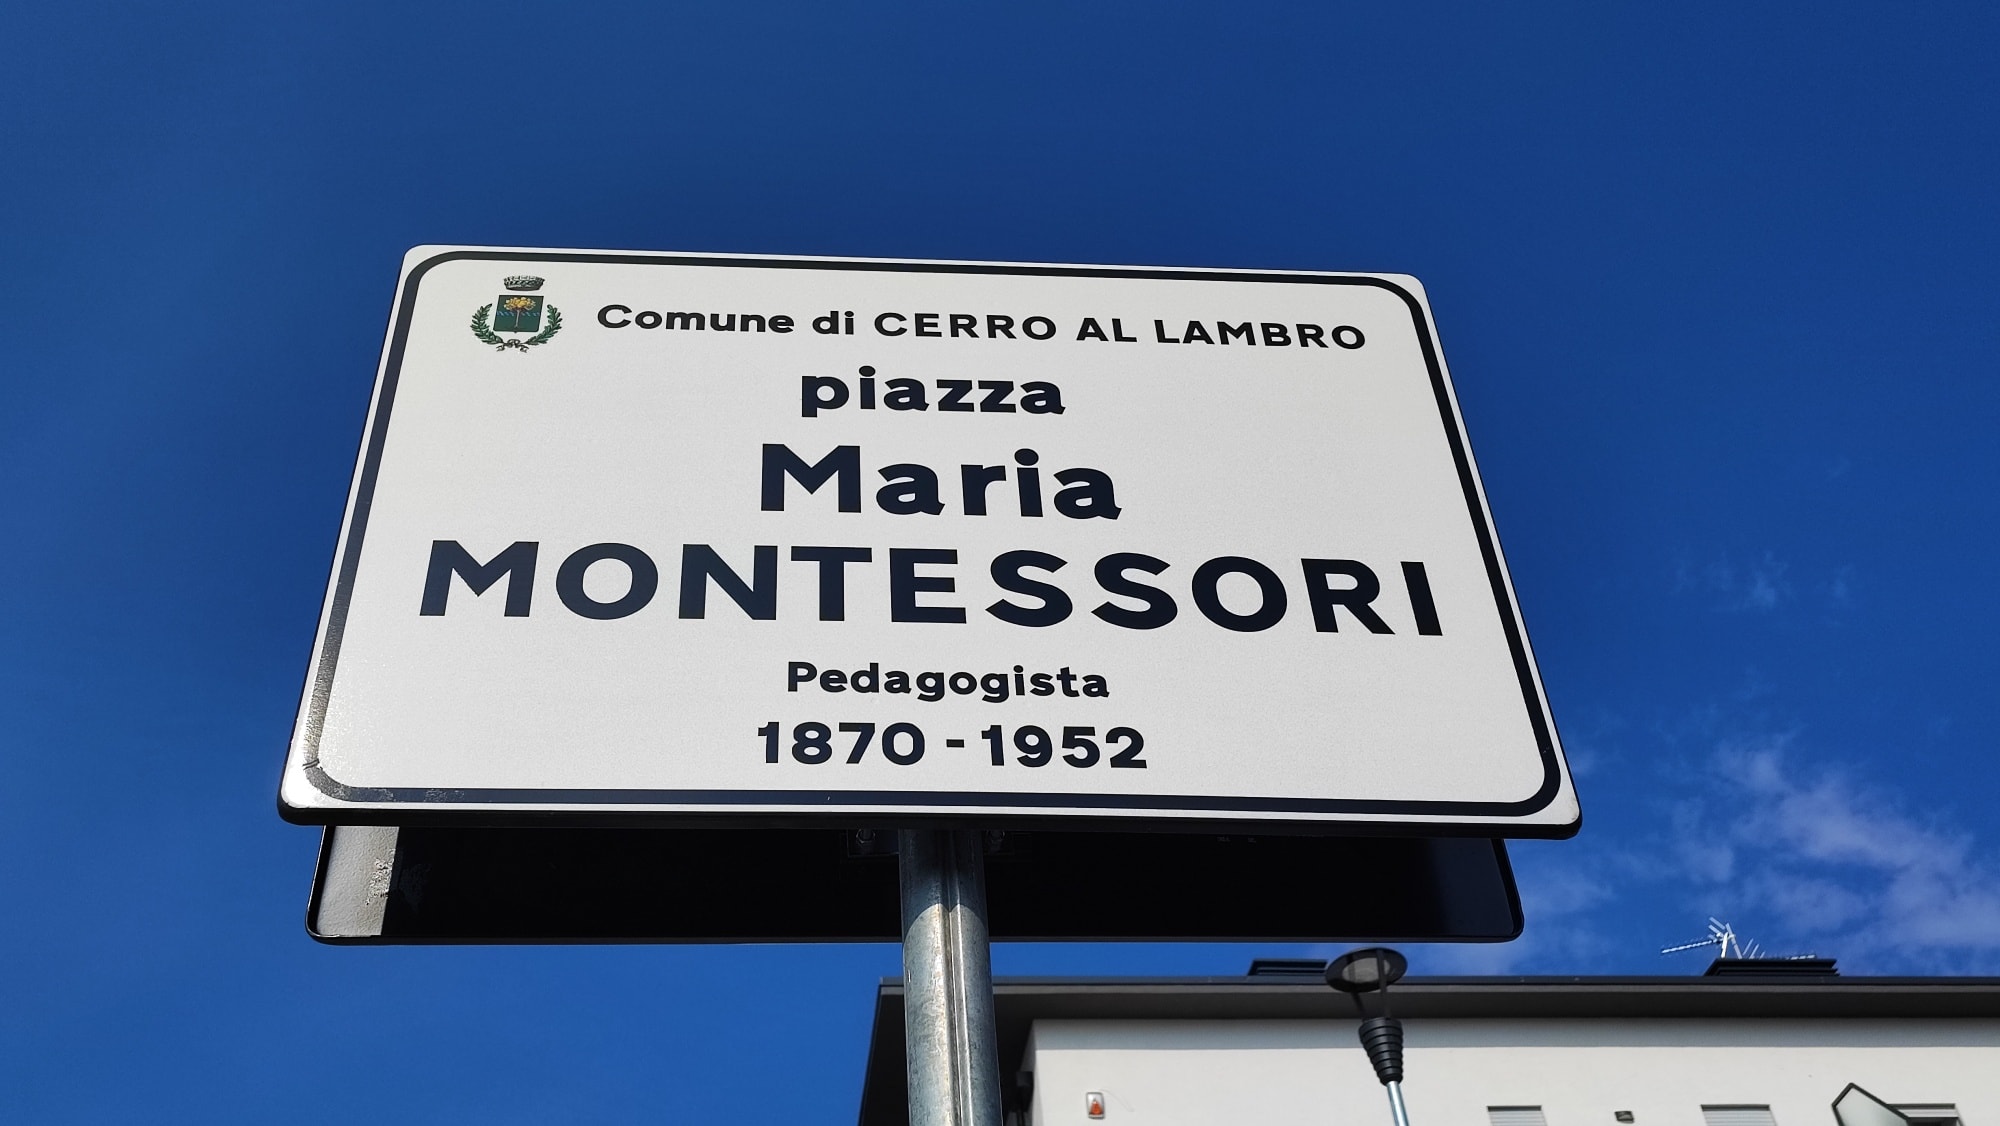 Comune di CERRO AL LAMBRO
piazza
Maria
MONTESSORI
Pedagogista
1870 - 1952